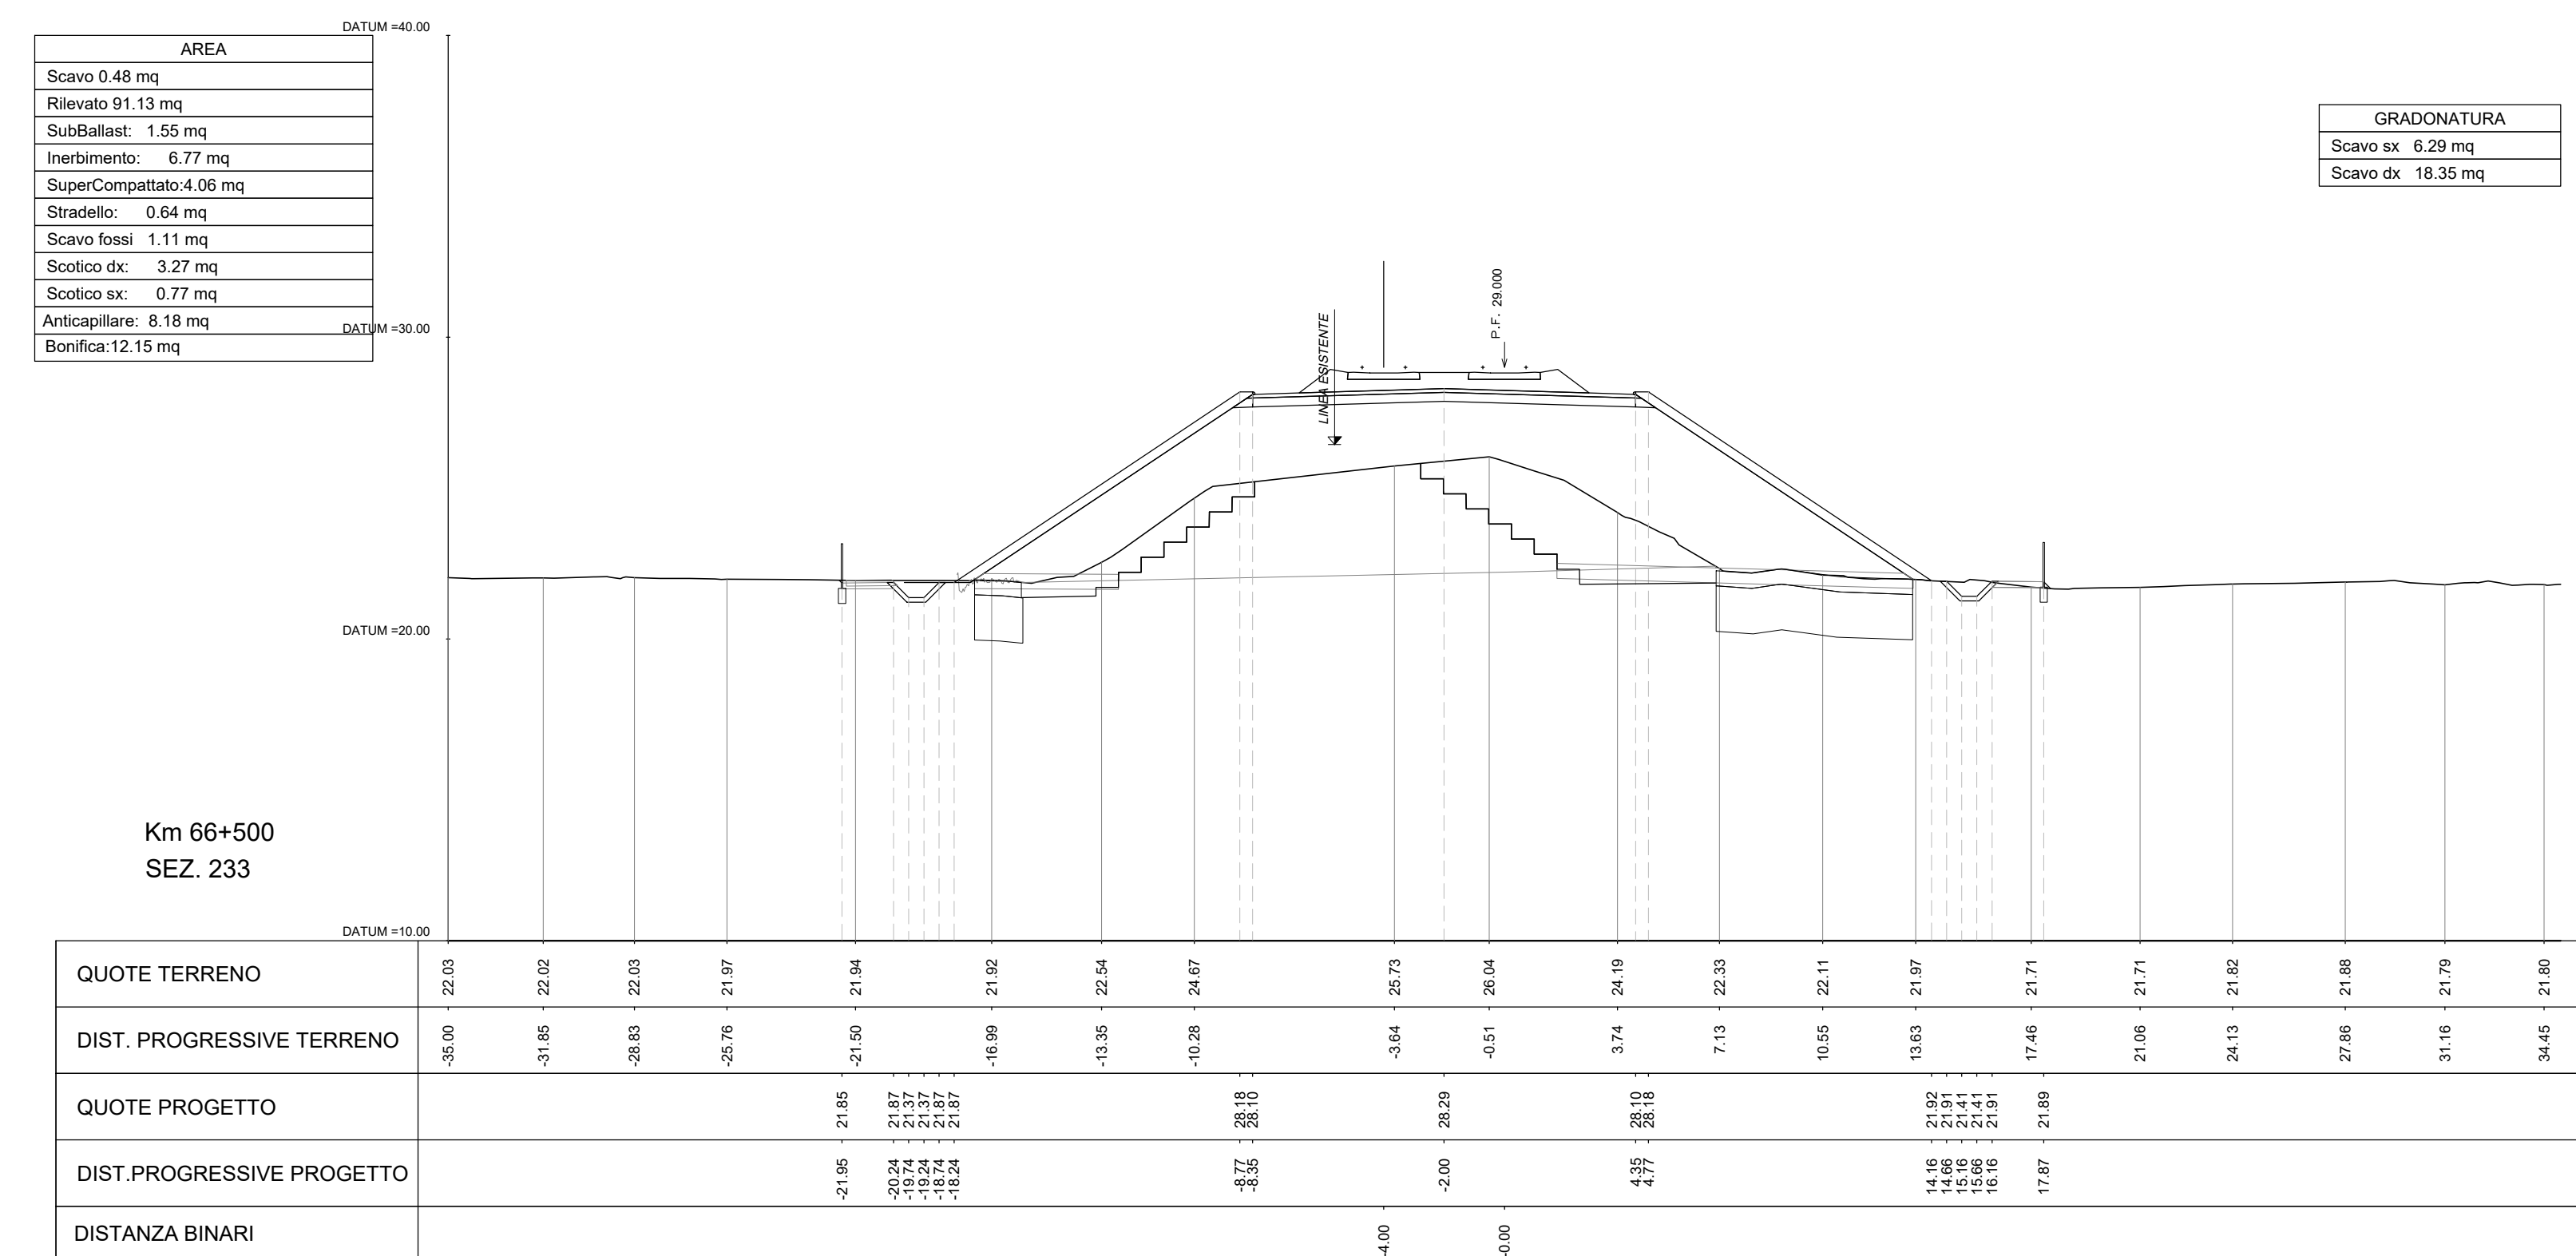 DATUM =40.00
AREA
Scavo 0.48 mq
Rilevato 91.13 mq
SubBallast: 1.55 mq
Inerbimento: 6.77 mq
SuperCompattato:4.06 mq
Stradello: 0.64 mq
Scavo fossi 1.11 mq
Scotico dx: 3.27 mq
Scotico sx: 0.77 mq
Anticapillare: 8.18 mq
Bonifica:12.15 mq
GRADONATURA
Scavo sx 6.29 mq
Scavo dx 18.35 mq
DATUM =30.00
LINEA ESISTENTE
P.F. 29.000
DATUM =20.00
Km 66+500
SEZ. 233
DATUM =10.00
QUOTE TERRENO 22.03 22.02 22.03 21.97 21.94 21.92 22.54 24.67 25.73 26.04 24.19 22.33 22.11 21.97 21.71 21.71 21.82 21.88 21.79 21.80
DIST. PROGRESSIVE TERRENO -35.00 -31.85 -28.83 -25.76 -21.50 -16.99 -13.35 -10.28 -3.64 -0.51 3.74 7.13 10.55 13.63 17.46 21.06 24.13 27.86 31.16 34.45
QUOTE PROGETTO 21.85 21.87 21.37 21.37 21.87 21.87 28.18 28.10 28.29 28.10 28.18 21.92 21.91 21.41 21.41 21.91 21.89
DIST.PROGRESSIVE PROGETTO -21.95 -20.24 -19.74 -19.24 -18.74 -18.24 -8.77 -8.35 -2.00 4.35 4.77 14.16 14.66 15.16 15.66 16.16 17.87
DISTANZA BINARI -4.00 -0.00